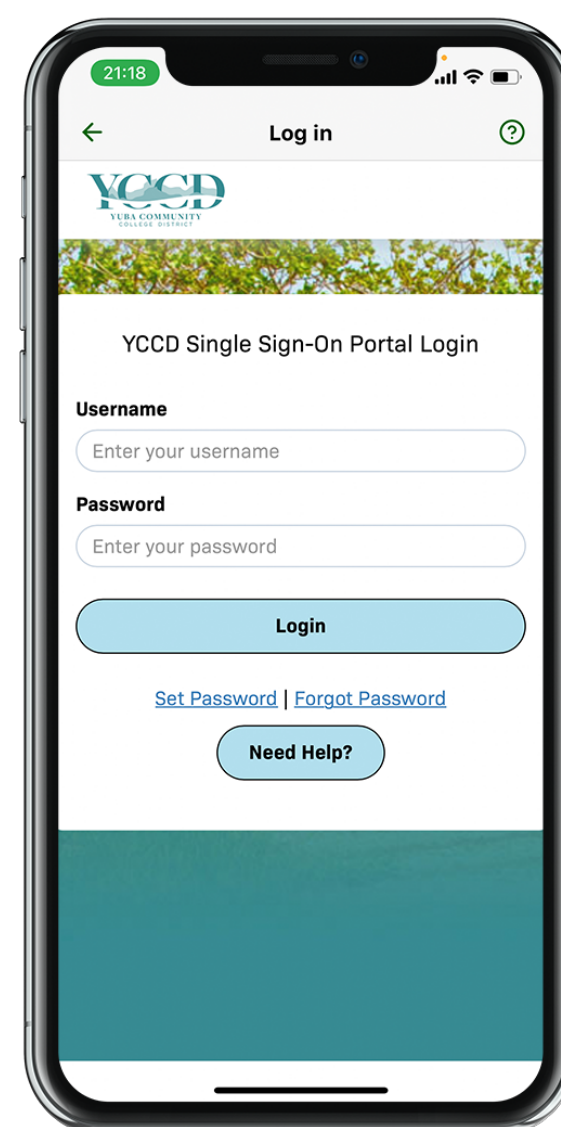 21:18
Log in
?
YCCD
YUBA COMMUNITY
COLLEGE DISTRICT
YCCD Single Sign-On Portal Login
Username
Enter your username
Password
Enter your password
Login
Set Password | Forgot Password
Need Help?